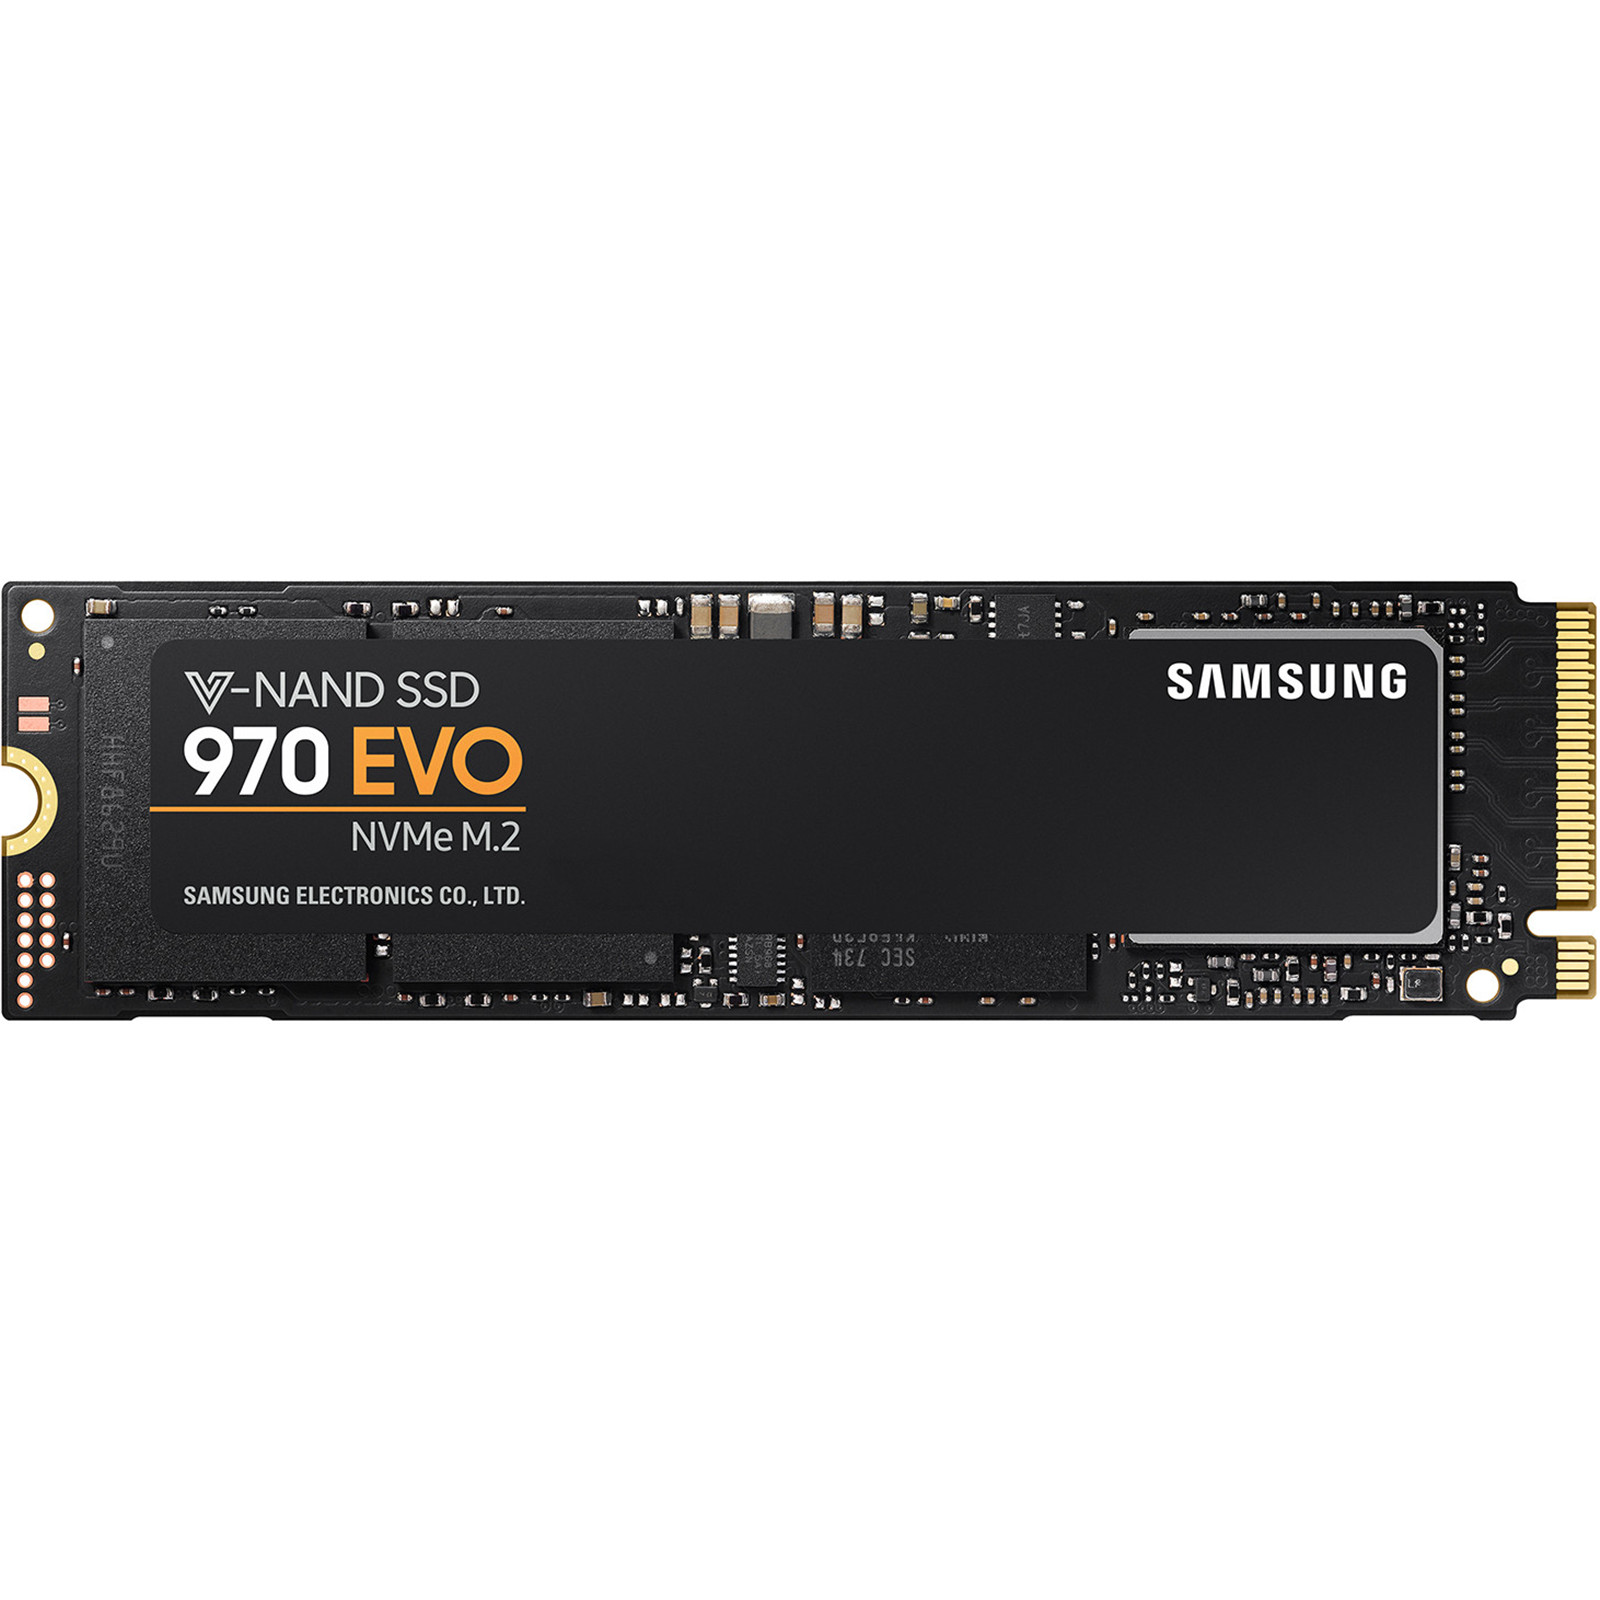 V-NAND SSD
SAMSUNG
970 EVO
NVMe M.2
SAMSUNG ELECTRONICS CO., LTD.
SEC 734